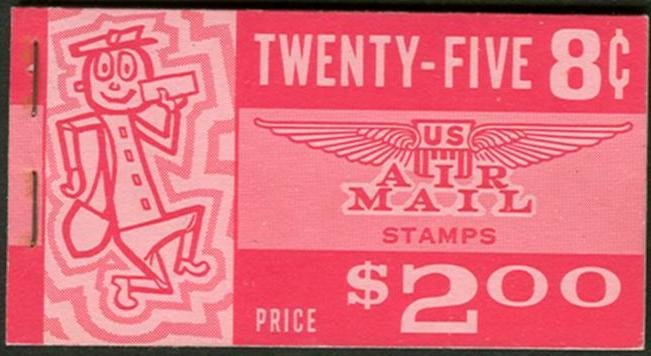 TWENTY-FIVE 8¢
US
AIR
MAIL
STAMPS
PRICE $2.00